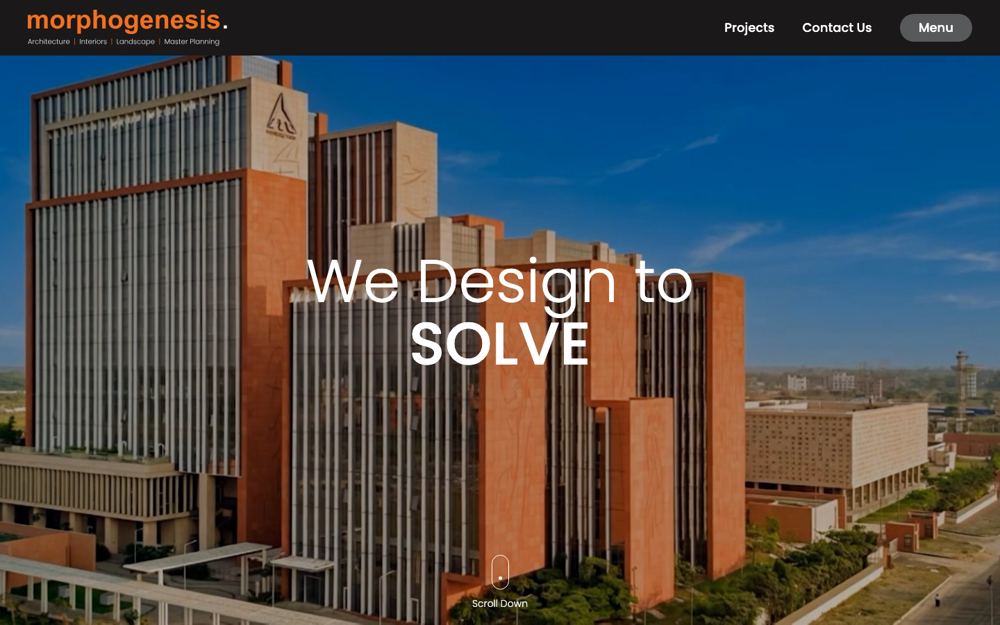 morphogenesis.
Architecture | Interiors | Landscape | Master Planning
Projects
Contact Us
Menu
We Design to
SOLVE
Scroll Down